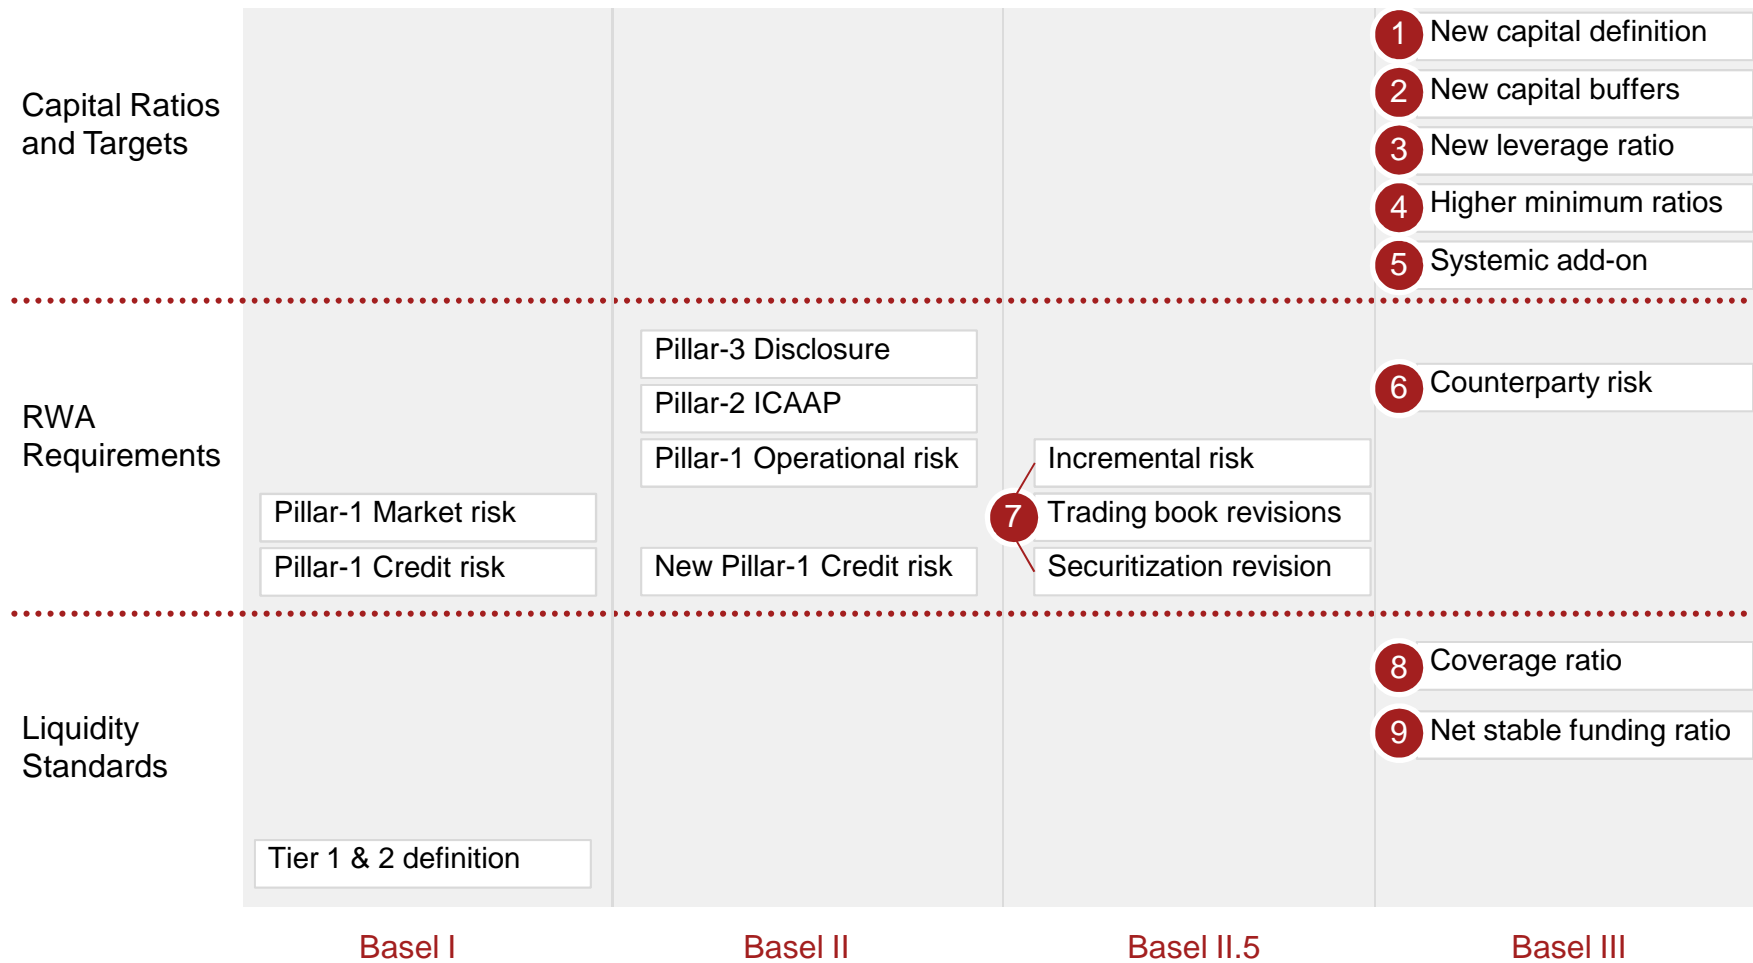 Capital Ratios
and Targets
1 New capital definition
2 New capital buffers
3 New leverage ratio
4 Higher minimum ratios
5 Systemic add-on
RWA
Requirements
Pillar-1 Market risk
Pillar-1 Credit risk
Pillar-3 Disclosure
Pillar-2 ICAAP
Pillar-1 Operational risk
New Pillar-1 Credit risk
7
Incremental risk
Trading book revisions
Securitization revision
6 Counterparty risk
Liquidity
Standards
Tier 1 & 2 definition
8 Coverage ratio
9 Net stable funding ratio
Basel I
Basel II
Basel II.5
Basel III